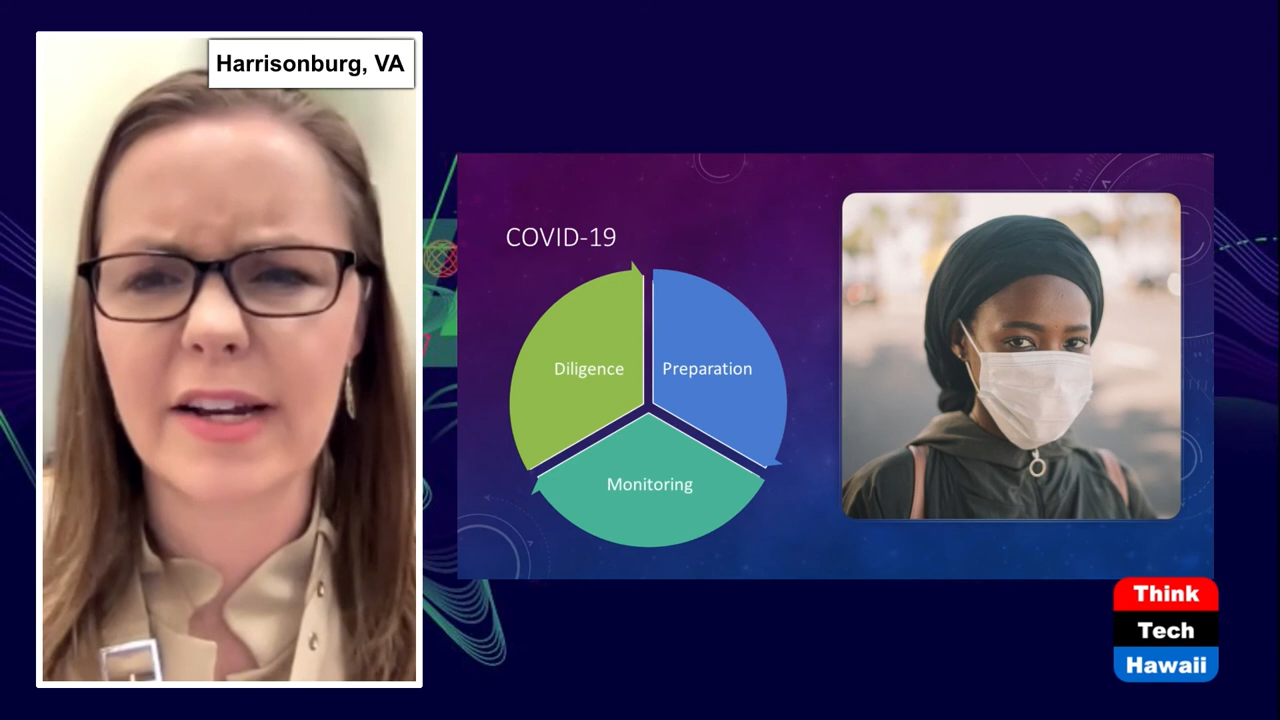 Harrisonburg, VA
COVID-19
Diligence
Preparation
Monitoring
Think
Tech
Hawaii